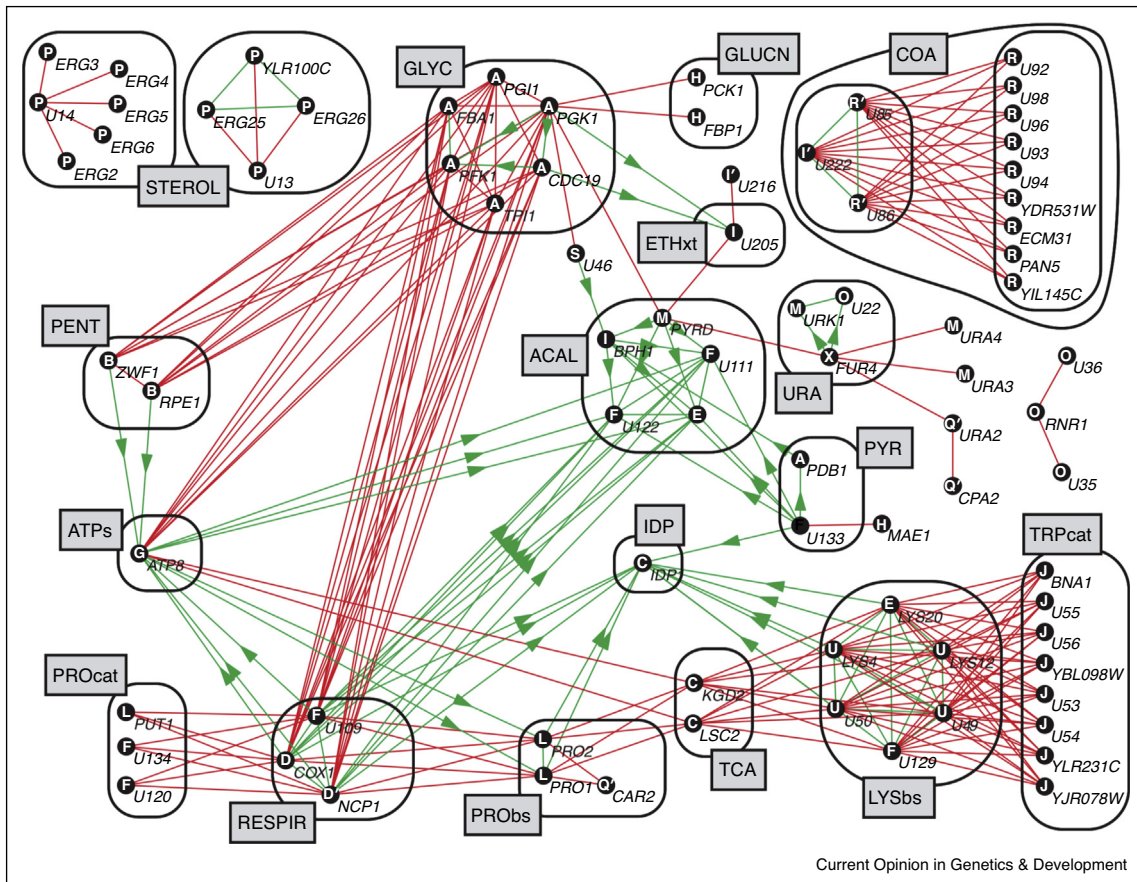 P ERG3
P ERG4
P U14
P ERG5
P ERG6
P ERG2
STEROL
P YLR100C
P ERG25
P ERG26
P U13
GLYC
A PGI1
A FBA1
A PGK1
A PFK1
A CDC19
A TPI1
GLUCN
H PCK1
H FBP1
COA
R' U85
I' U222
R' U86
R U92
R U98
R U96
R U93
R U94
R YDR531W
R ECM31
R PAN5
R YIL145C
I' U216
ETHxt
I U205
S U46
PENT
B ZWF1
B RPE1
ACAL
M PYRD
I BPH1
F U111
F U122
E
URA
M URK1
O U22
X FUR4
M URA4
M URA3
Q' URA2
Q' CPA2
O U36
O RNR1
O U35
PYR
A PDB1
U133
H MAE1
ATPs
G ATP8
IDP
C IDP1
TRPcat
J BNA1
J U55
J U56
J YBL098W
J U53
J U54
J YLR231C
J YJR078W
E LYS20
U LYS4
U LYS12
U U50
U U49
F U129
LYSbs
PROcat
L PUT1
F U134
F U120
RESPIR
F U109
D COX1
D' NCP1
PRObs
L PRO2
L PRO1
Q' CAR2
TCA
C KGD2
C LSC2
Current Opinion in Genetics & Development